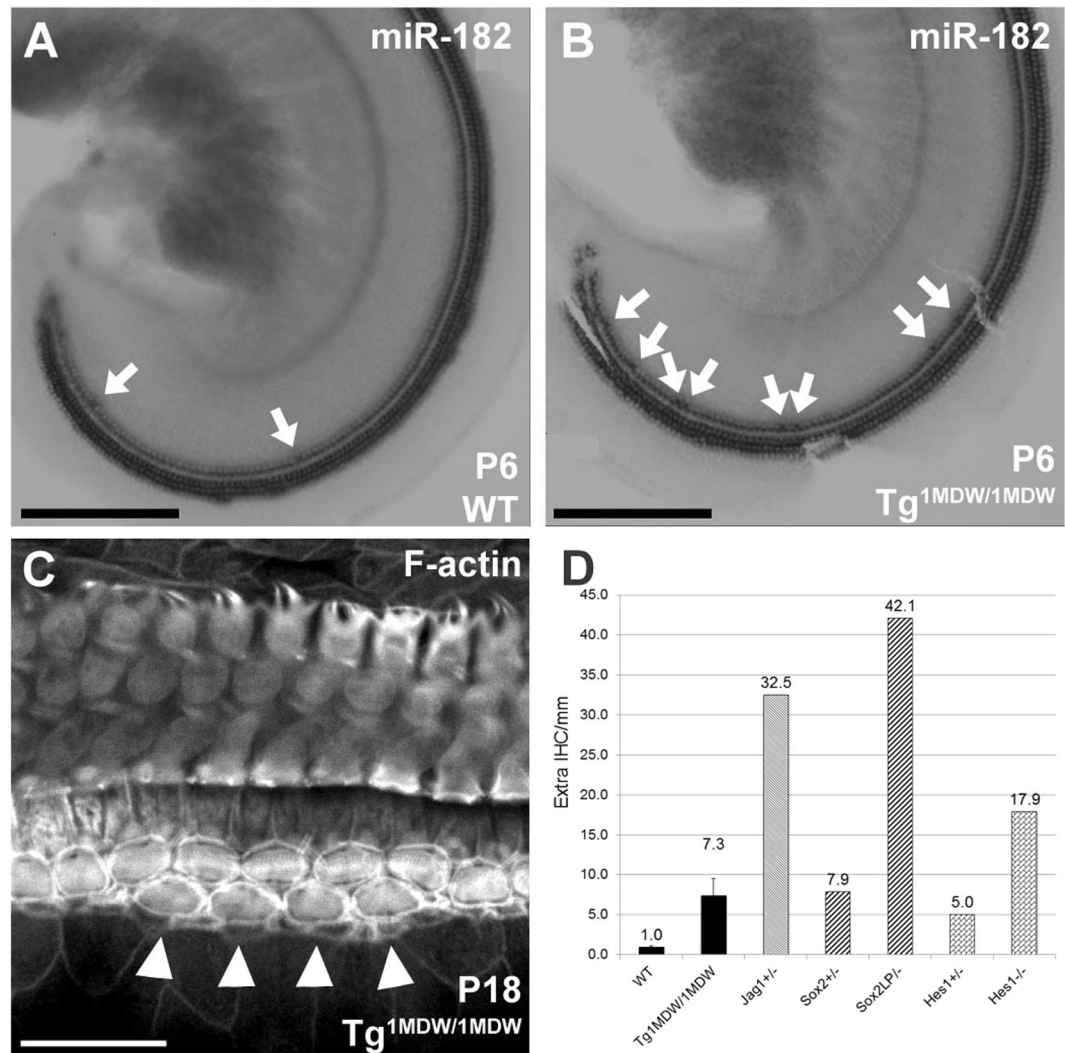 A
miR-182
P6
WT
B
miR-182
P6
Tg1MDW/1MDW
C
F-actin
P18
Tg1MDW/1MDW
D
45.0
40.0
35.0
30.0
25.0
20.0
15.0
10.0
5.0
0.0
Extra IHC/mm
1.0
7.3
32.5
7.9
42.1
5.0
17.9
WT
Tg1MDW/1MDW
Jag1+/-
Sox2+/-
Sox2LP/-
Hes1+/-
Hes1-/-